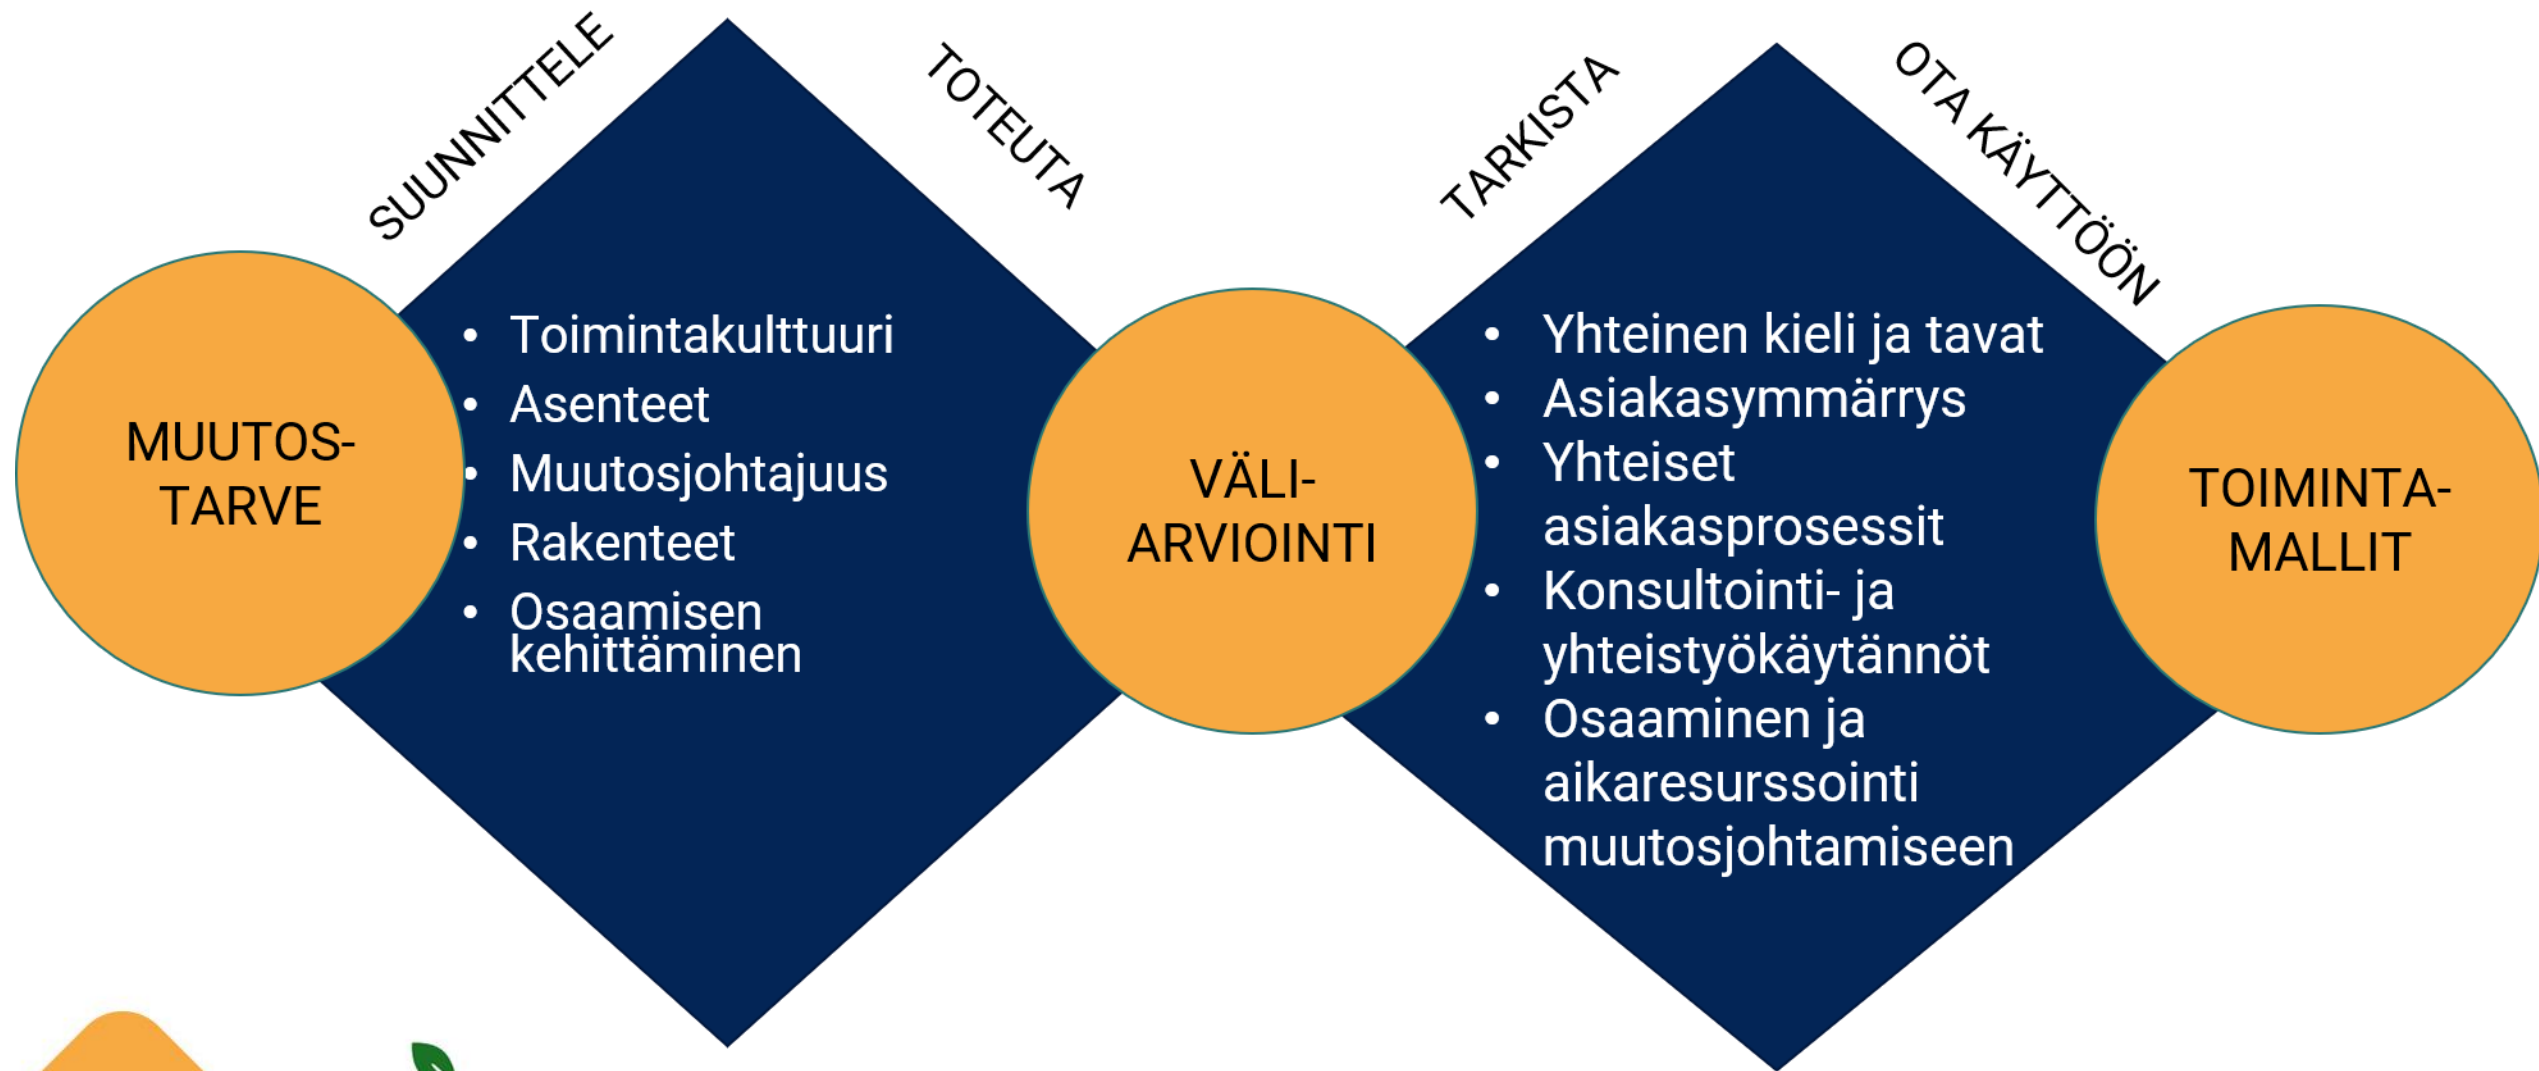 SUUNNITTELE
TOTEUTA
TARKISTA
OTA KÄYTTÖÖN
MUUTOS-
TARVE
• Toimintakulttuuri
• Asenteet
• Muutosjohtajuus
• Rakenteet
• Osaamisen
kehittäminen
VÄLI-
ARVIOINTI
• Yhteinen kieli ja tavat
• Asiakasymmärrys
• Yhteiset
asiakasprosessit
• Konsultointi- ja
yhteistyökäytännöt
• Osaaminen ja
aikaresurssointi
muutosjohtamiseen
TOIMINTA-
MALLIT